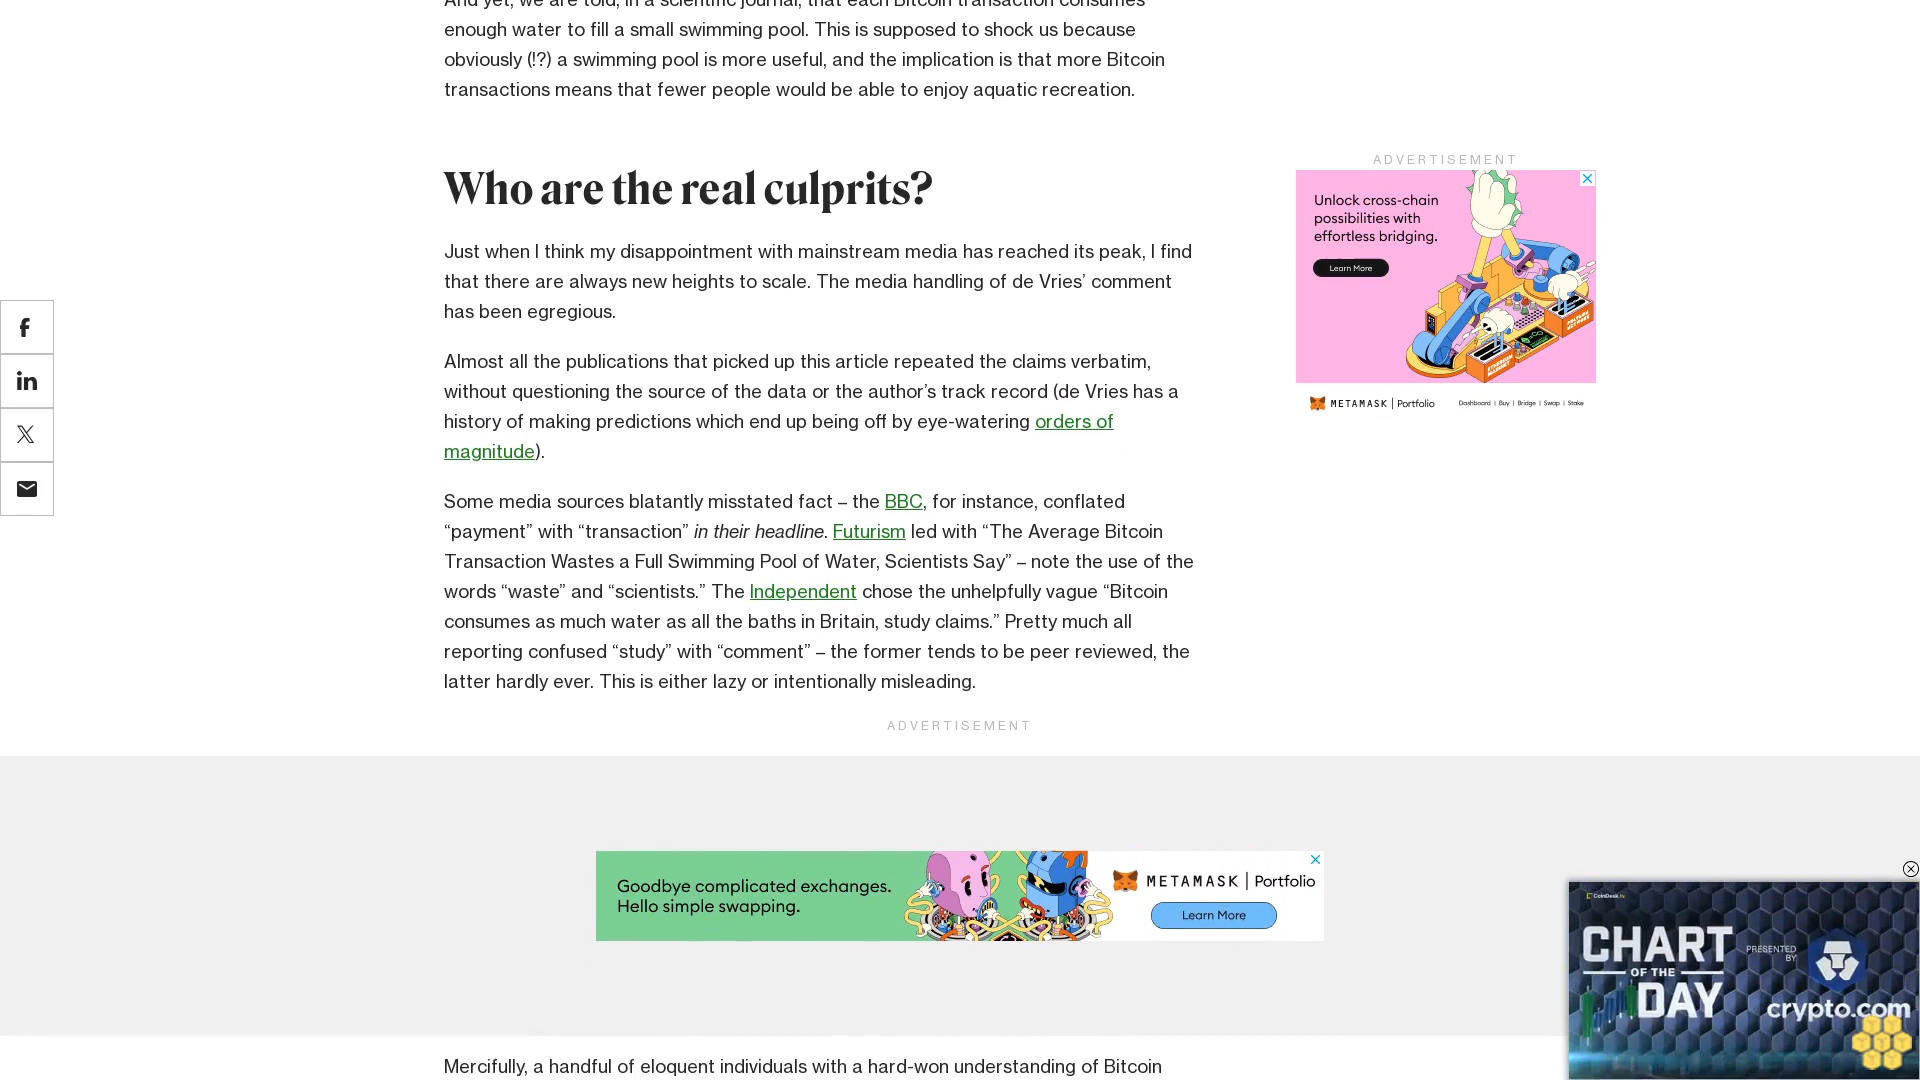 And yet, we are told, in a scientific journal, that each Bitcoin transaction consumes
enough water to fill a small swimming pool. This is supposed to shock us because
obviously (!?) a swimming pool is more useful, and the implication is that more Bitcoin
transactions means that fewer people would be able to enjoy aquatic recreation.
ADVERTISEMENT
Unlock cross-chain
possibilities with
effortless bridging.
Learn More
METAMASK | Portfolio
Dashboard | Buy | Bridge | Swap | Stake
Who are the real culprits?
Just when I think my disappointment with mainstream media has reached its peak, I find
that there are always new heights to scale. The media handling of de Vries’ comment
has been egregious.
Almost all the publications that picked up this article repeated the claims verbatim,
without questioning the source of the data or the author’s track record (de Vries has a
history of making predictions which end up being off by eye-watering orders of
magnitude).
Some media sources blatantly misstated fact – the BBC, for instance, conflated
“payment” with “transaction” in their headline. Futurism led with “The Average Bitcoin
Transaction Wastes a Full Swimming Pool of Water, Scientists Say” – note the use of the
words “waste” and “scientists.” The Independent chose the unhelpfully vague “Bitcoin
consumes as much water as all the baths in Britain, study claims.” Pretty much all
reporting confused “study” with “comment” – the former tends to be peer reviewed, the
latter hardly ever. This is either lazy or intentionally misleading.
ADVERTISEMENT
Goodbye complicated exchanges.
Hello simple swapping.
METAMASK | Portfolio
Learn More
CoinDesk
CHART
OF THE
DAY
PRESENTED
BY
crypto.com
Mercifully, a handful of eloquent individuals with a hard-won understanding of Bitcoin